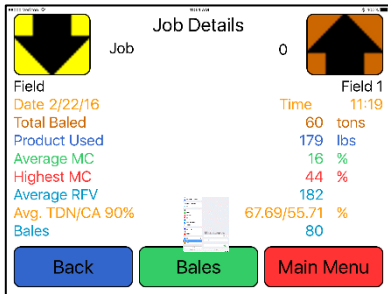 Job Details
Job 0
Field Field 1
Date 2/22/16 Time 11:19
Total Baled 60 tons
Product Used 179 lbs
Average MC 16 %
Highest MC 44 %
Average RFV 182
Avg. TDN/CA 90% 67.69/55.71 %
Bales 80
Back Bales Main Menu